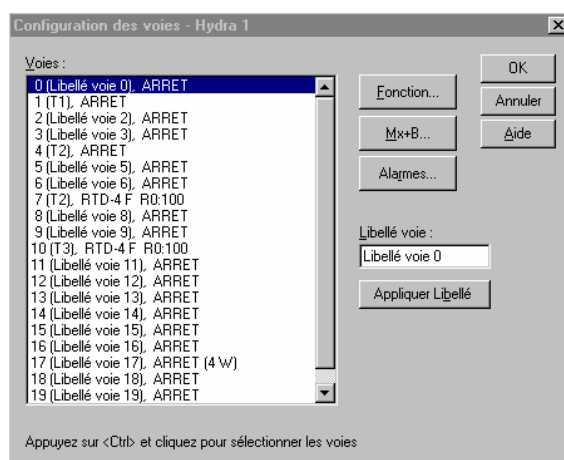 Configuration des voies - Hydra 1
Voies :
0 (Libellé voie 0), ARRET
1 (T1), ARRET
2 (Libellé voie 2), ARRET
3 (Libellé voie 3), ARRET
4 (T2), ARRET
5 (Libellé voie 5), ARRET
6 (Libellé voie 6), ARRET
7 (T2), RTD-4 F R0:100
8 (Libellé voie 8), ARRET
9 (Libellé voie 9), ARRET
10 (T3), RTD-4 F R0:100
11 (Libellé voie 11), ARRET
12 (Libellé voie 12), ARRET
13 (Libellé voie 13), ARRET
14 (Libellé voie 14), ARRET
15 (Libellé voie 15), ARRET
16 (Libellé voie 16), ARRET
17 (Libellé voie 17), ARRET (4 W)
18 (Libellé voie 18), ARRET
19 (Libellé voie 19), ARRET
Fonction...
Mx+B...
Alarmes...
OK
Annuler
Aide
Libellé voie :
Libellé voie 0
Appliquer Libellé
Appuyez sur <Ctrl> et cliquez pour sélectionner les voies